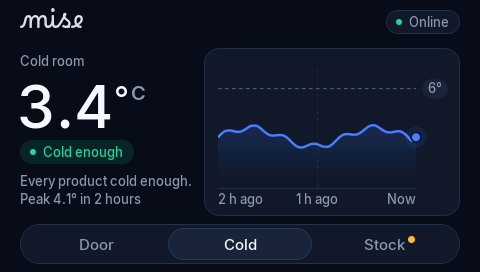 mise
Online
Cold room
3.4°C
Cold enough
Every product cold enough.
Peak 4.1° in 2 hours
6°
2 h ago
1 h ago
Now
Door
Cold
Stock